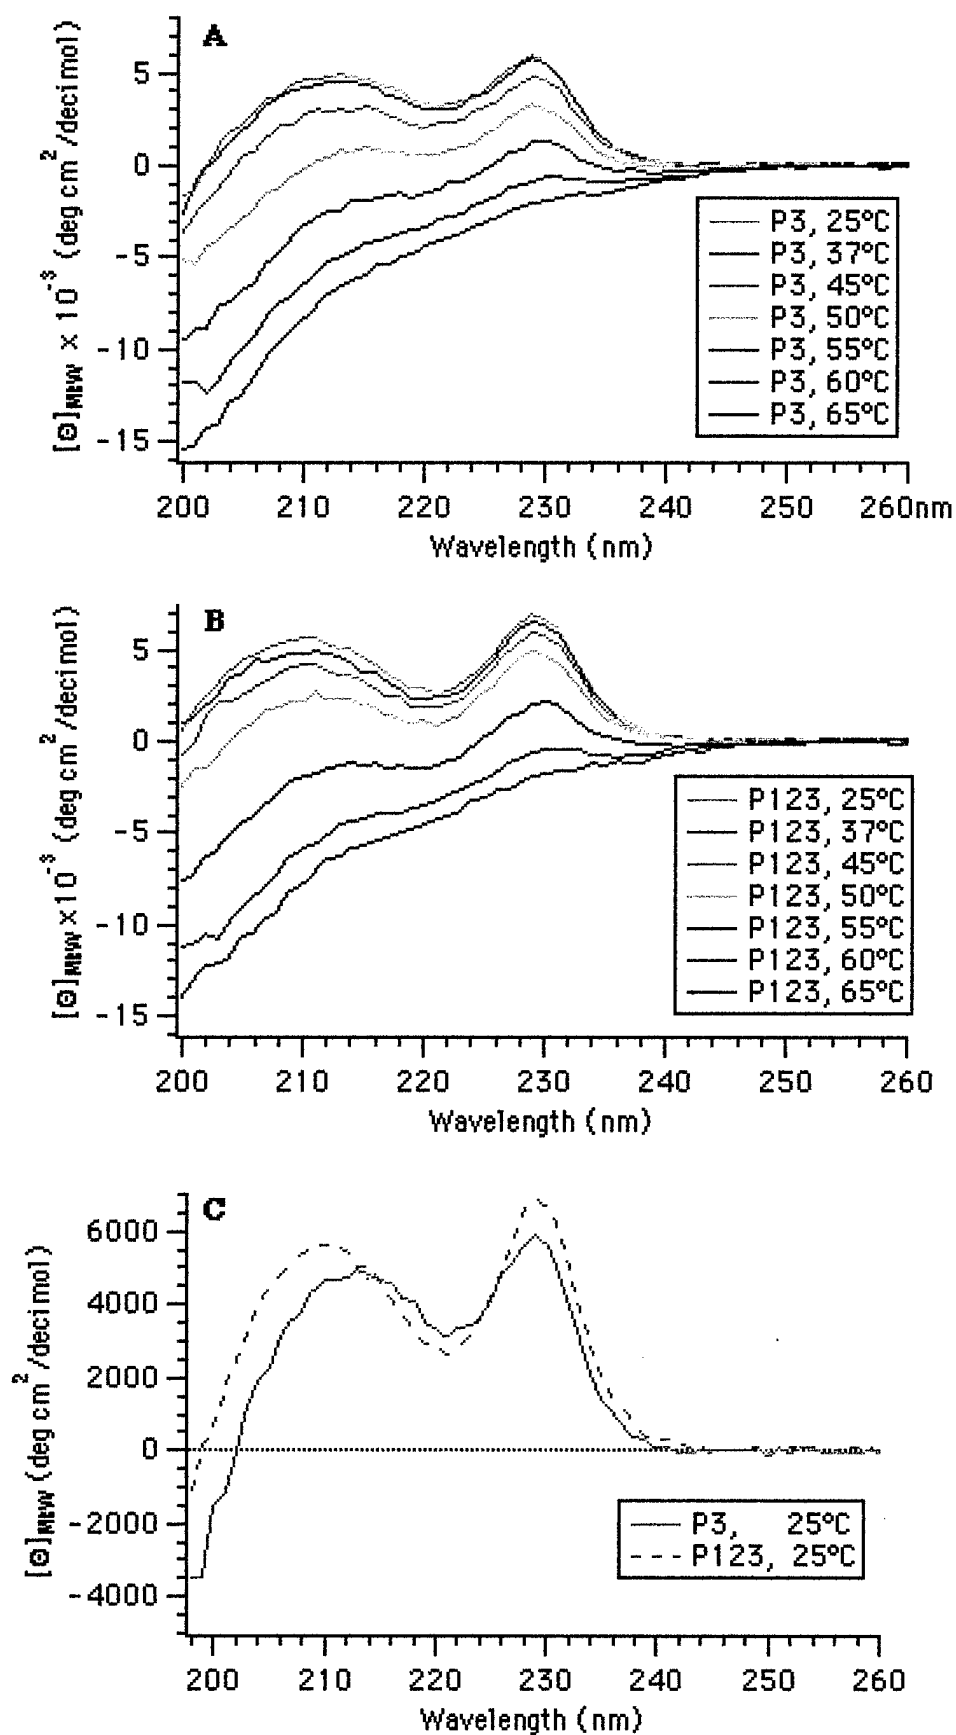 A
[Θ]MRW x 10⁻³ (deg cm²/decimol)
5
0
-5
-10
-15
P3, 25°C
P3, 37°C
P3, 45°C
P3, 50°C
P3, 55°C
P3, 60°C
P3, 65°C
200 210 220 230 240 250 260nm
Wavelength (nm)
B
[Θ]MRW x10⁻³ (deg cm²/decimol)
5
0
-5
-10
-15
P123, 25°C
P123, 37°C
P123, 45°C
P123, 50°C
P123, 55°C
P123, 60°C
P123, 65°C
200 210 220 230 240 250 260
Wavelength (nm)
C
[Θ]MRW (deg cm²/decimol)
6000
4000
2000
0
-2000
-4000
P3, 25°C
P123, 25°C
200 210 220 230 240 250 260
Wavelength (nm)